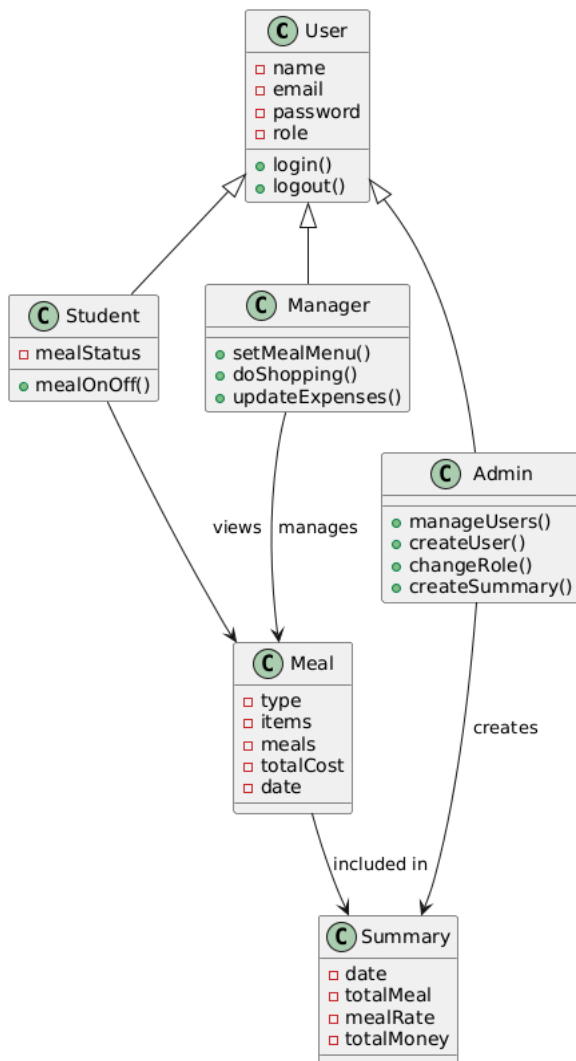 C User
name
email
password
role
login()
logout()
C Student
mealStatus
mealOnOff()
C Manager
setMealMenu()
doShopping()
updateExpenses()
C Admin
manageUsers()
createUser()
changeRole()
createSummary()
views
manages
C Meal
type
items
meals
totalCost
date
creates
included in
C Summary
date
totalMeal
mealRate
totalMoney